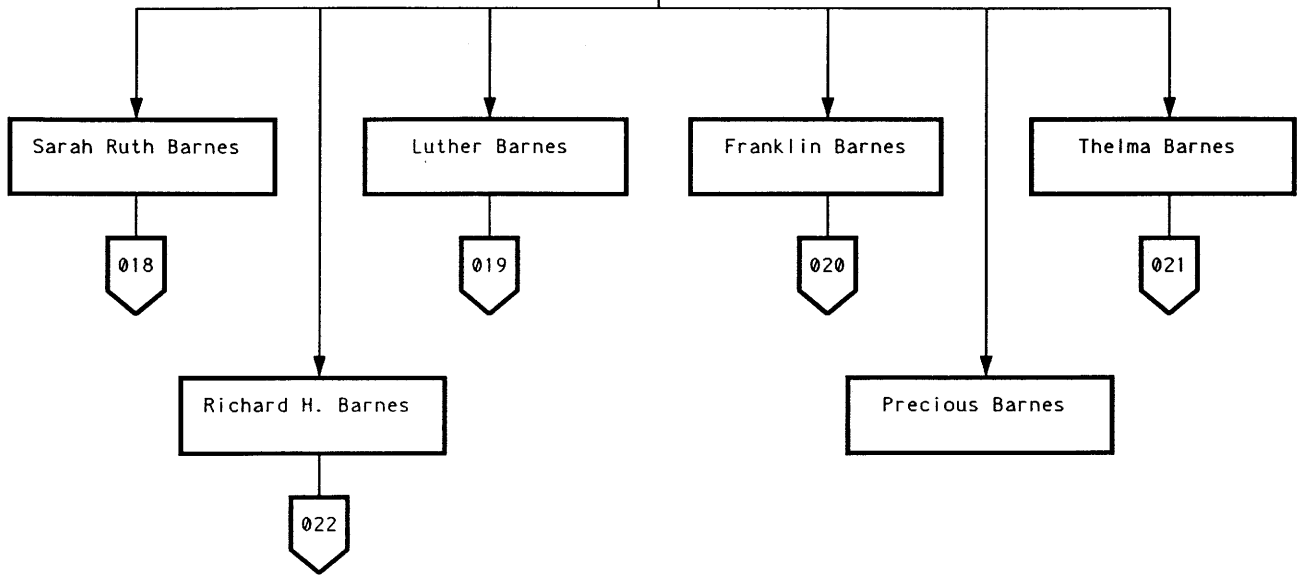 Sarah Ruth Barnes
Luther Barnes
Franklin Barnes
Thelma Barnes
018
019
020
021
Richard H. Barnes
Precious Barnes
022